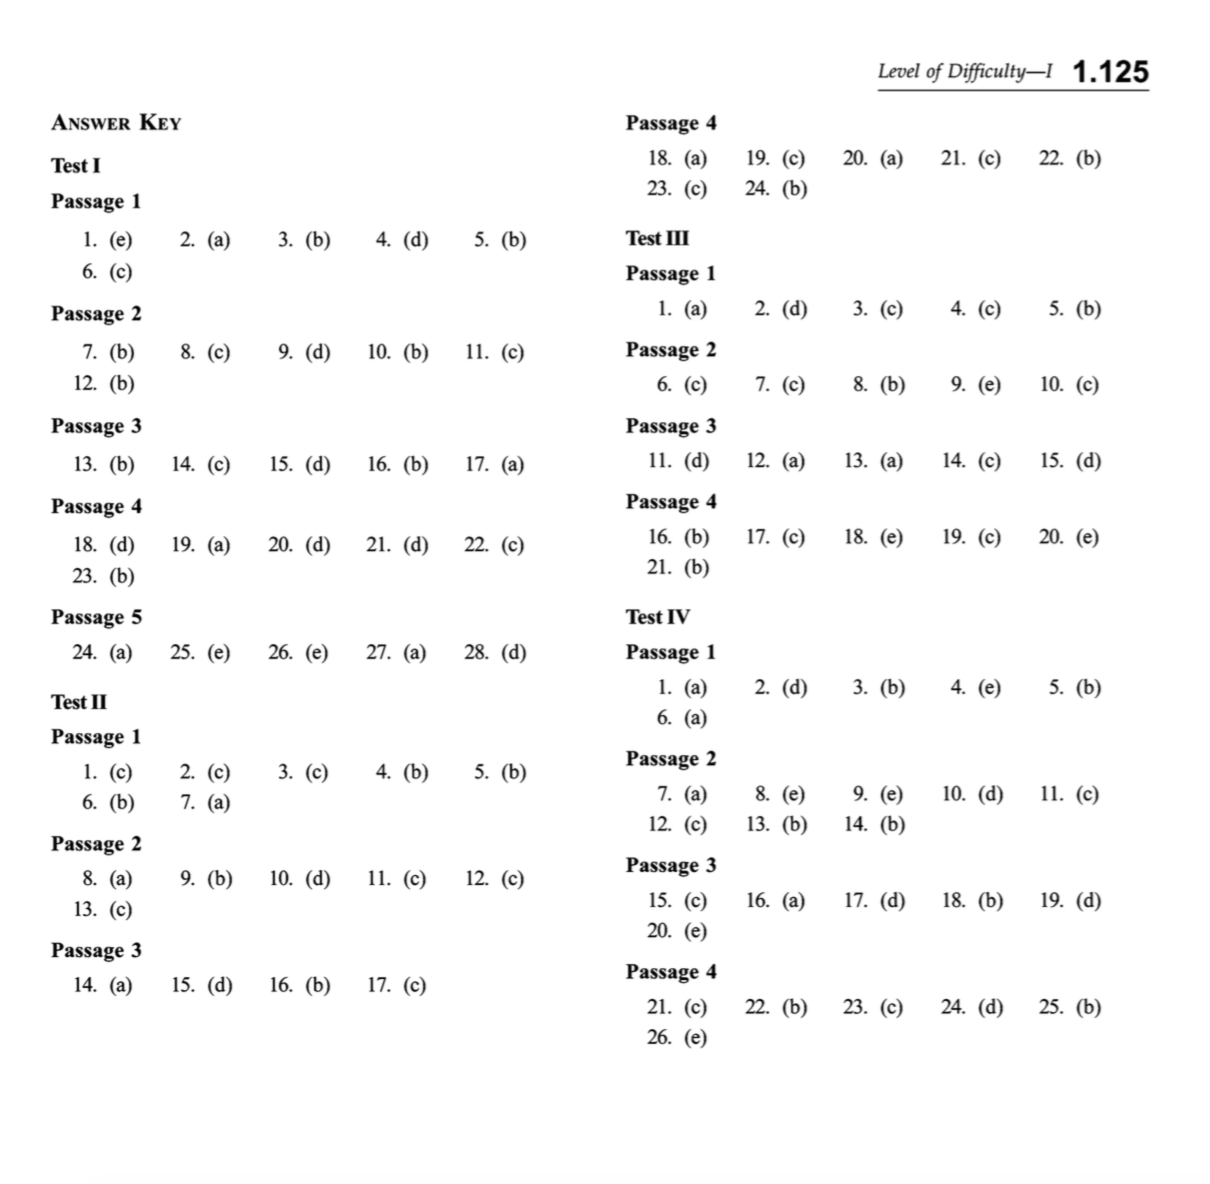 Level of Difficulty—I 1.125
ANSWER KEY
Test I
Passage 1
1. (e) 2. (a) 3. (b) 4. (d) 5. (b)
6. (c)
Passage 2
7. (b) 8. (c) 9. (d) 10. (b) 11. (c)
12. (b)
Passage 3
13. (b) 14. (c) 15. (d) 16. (b) 17. (a)
Passage 4
18. (d) 19. (a) 20. (d) 21. (d) 22. (c)
23. (b)
Passage 5
24. (a) 25. (e) 26. (e) 27. (a) 28. (d)
Test II
Passage 1
1. (c) 2. (c) 3. (c) 4. (b) 5. (b)
6. (b) 7. (a)
Passage 2
8. (a) 9. (b) 10. (d) 11. (c) 12. (c)
13. (c)
Passage 3
14. (a) 15. (d) 16. (b) 17. (c)
Passage 4
18. (a) 19. (c) 20. (a) 21. (c) 22. (b)
23. (c) 24. (b)
Test III
Passage 1
1. (a) 2. (d) 3. (c) 4. (c) 5. (b)
Passage 2
6. (c) 7. (c) 8. (b) 9. (e) 10. (c)
Passage 3
11. (d) 12. (a) 13. (a) 14. (c) 15. (d)
Passage 4
16. (b) 17. (c) 18. (e) 19. (c) 20. (e)
21. (b)
Test IV
Passage 1
1. (a) 2. (d) 3. (b) 4. (e) 5. (b)
6. (a)
Passage 2
7. (a) 8. (e) 9. (e) 10. (d) 11. (c)
12. (c) 13. (b) 14. (b)
Passage 3
15. (c) 16. (a) 17. (d) 18. (b) 19. (d)
20. (e)
Passage 4
21. (c) 22. (b) 23. (c) 24. (d) 25. (b)
26. (e)